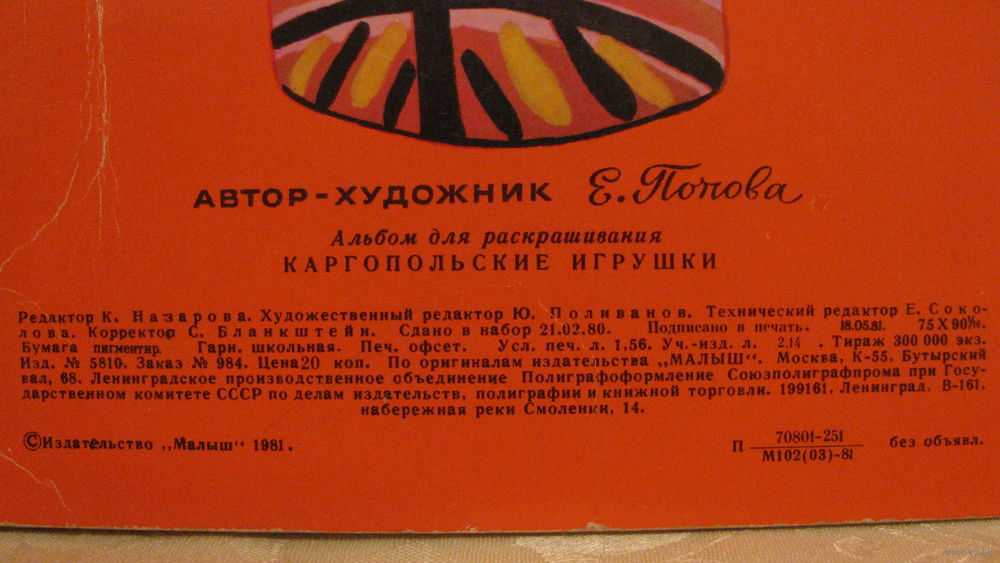 АВТОР-ХУДОЖНИК Е. Попова
Альбом для раскрашивания
КАРГОПОЛЬСКИЕ ИГРУШКИ
Редактор К. Назарова. Художественный редактор Ю. Поливанов. Технический редактор Е. Соко-
лова. Корректор С. Бланкштейн. Сдано в набор 21.02.80. Подписано в печать. 18.05.81. 75 X 90 1/16.
Бумага пигментир. Гарн. школьная. Печ. офсет. Усл. печ. л. 1,56. Уч.-изд. л. 2,14. Тираж 300 000 экз.
Изд. № 5810. Заказ № 984. Цена 20 коп. По оригиналам издательства „МАЛЫШ“. Москва, К-55, Бутырский
вал, 68. Ленинградское производственное объединение Полиграфоформление Союзполиграфпрома при Госу-
дарственном комитете СССР по делам издательств, полиграфии и книжной торговли. 199161, Ленинград, В-161,
набережная реки Смоленки, 14.
© Издательство „Малыш“ 1981.
П 70801-251 без объявл.
М102(03)-81